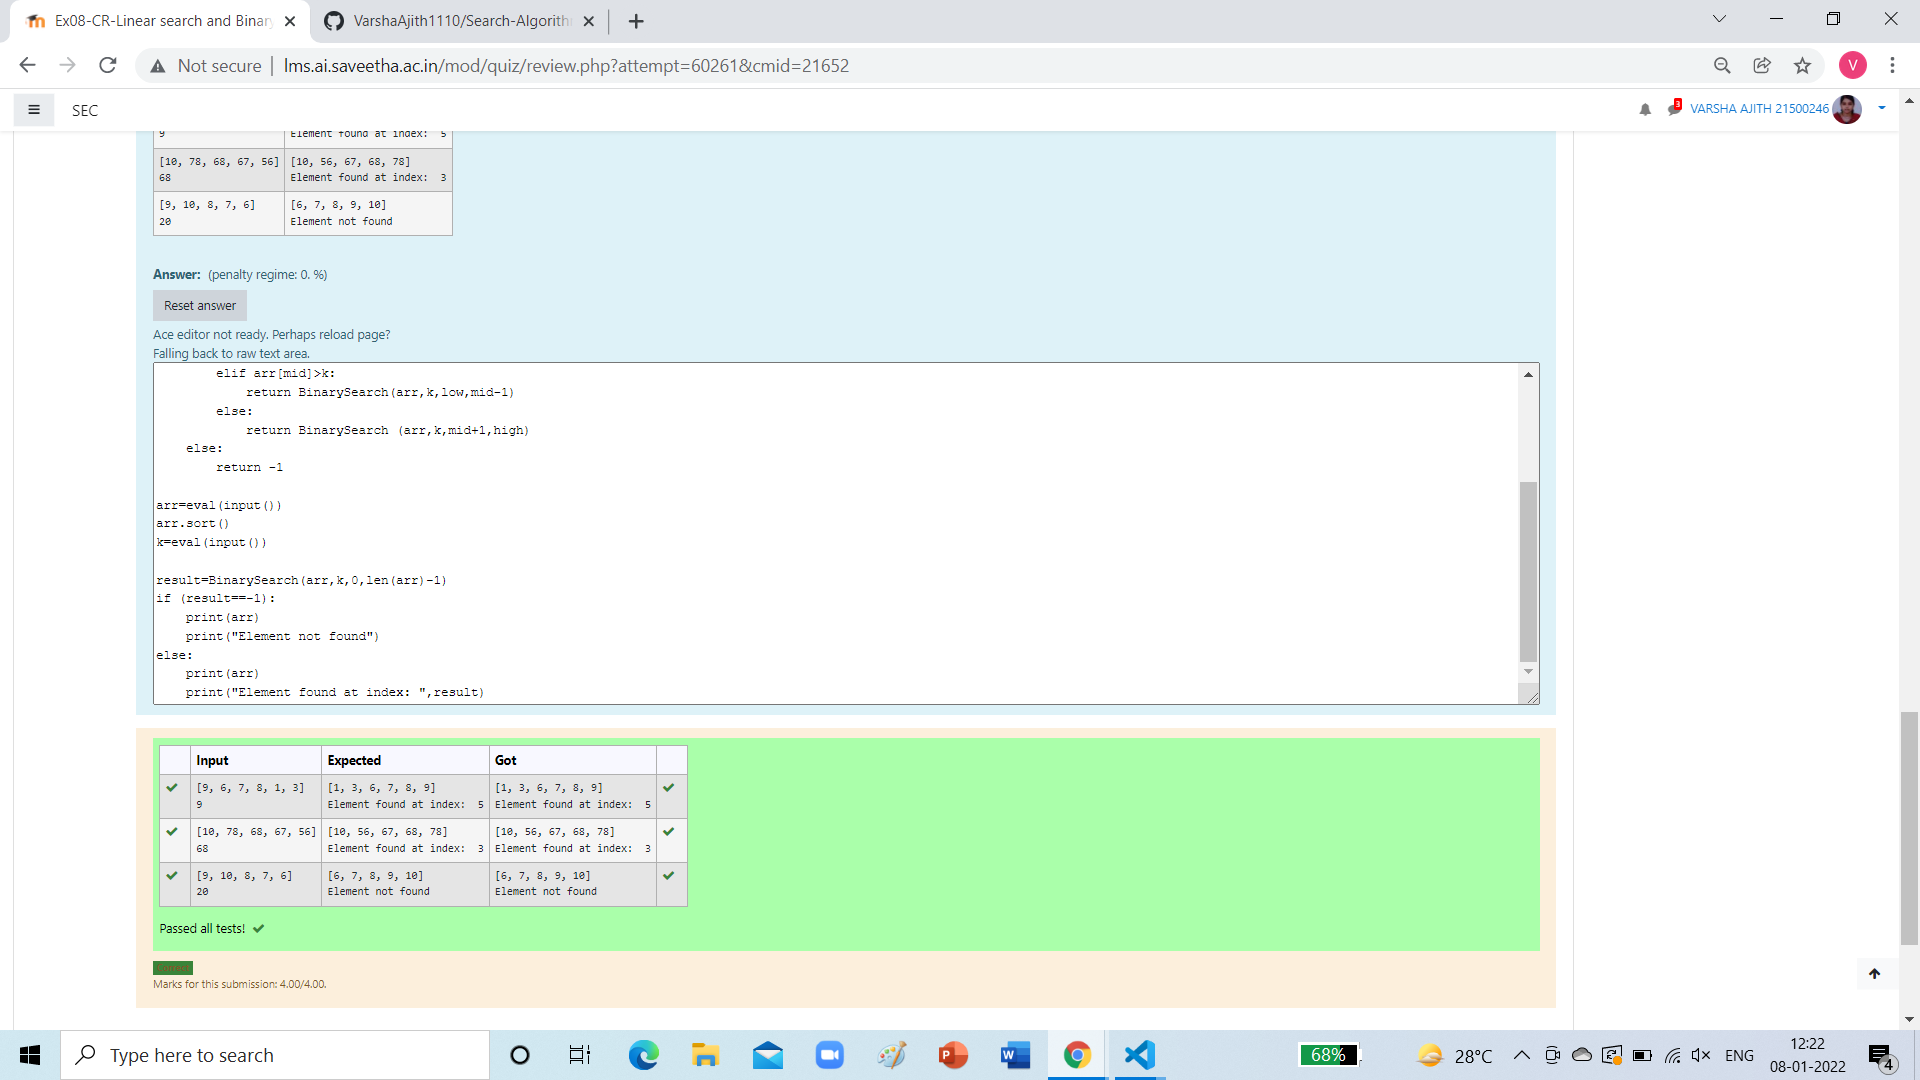 Ex08-CR-Linear search and Binar
VarshaAjith1110/Search-Algorith
Not secure
lms.ai.saveetha.ac.in/mod/quiz/review.php?attempt=60261&cmid=21652
V
SEC
3
VARSHA AJITH 21500246
9
Element found at index:  5
[10, 78, 68, 67, 56]
68
[10, 56, 67, 68, 78]
Element found at index:  3
[9, 10, 8, 7, 6]
20
[6, 7, 8, 9, 10]
Element not found
Answer: (penalty regime: 0. %)
Reset answer
Ace editor not ready. Perhaps reload page?
Falling back to raw text area.
        elif arr[mid]>k:
            return BinarySearch(arr,k,low,mid-1)
        else:
            return BinarySearch (arr,k,mid+1,high)
    else:
        return -1
arr=eval(input())
arr.sort()
k=eval(input())
result=BinarySearch(arr,k,0,len(arr)-1)
if (result==-1):
    print(arr)
    print("Element not found")
else:
    print(arr)
    print("Element found at index: ",result)
Input Expected Got
[9, 6, 7, 8, 1, 3]
9
[1, 3, 6, 7, 8, 9]
Element found at index:  5
[1, 3, 6, 7, 8, 9]
Element found at index:  5
[10, 78, 68, 67, 56]
68
[10, 56, 67, 68, 78]
Element found at index:  3
[10, 56, 67, 68, 78]
Element found at index:  3
[9, 10, 8, 7, 6]
20
[6, 7, 8, 9, 10]
Element not found
[6, 7, 8, 9, 10]
Element not found
Passed all tests!
Marks for this submission: 4.00/4.00.
Type here to search
P
W
68%
28°C
ENG
12:22
08-01-2022
4